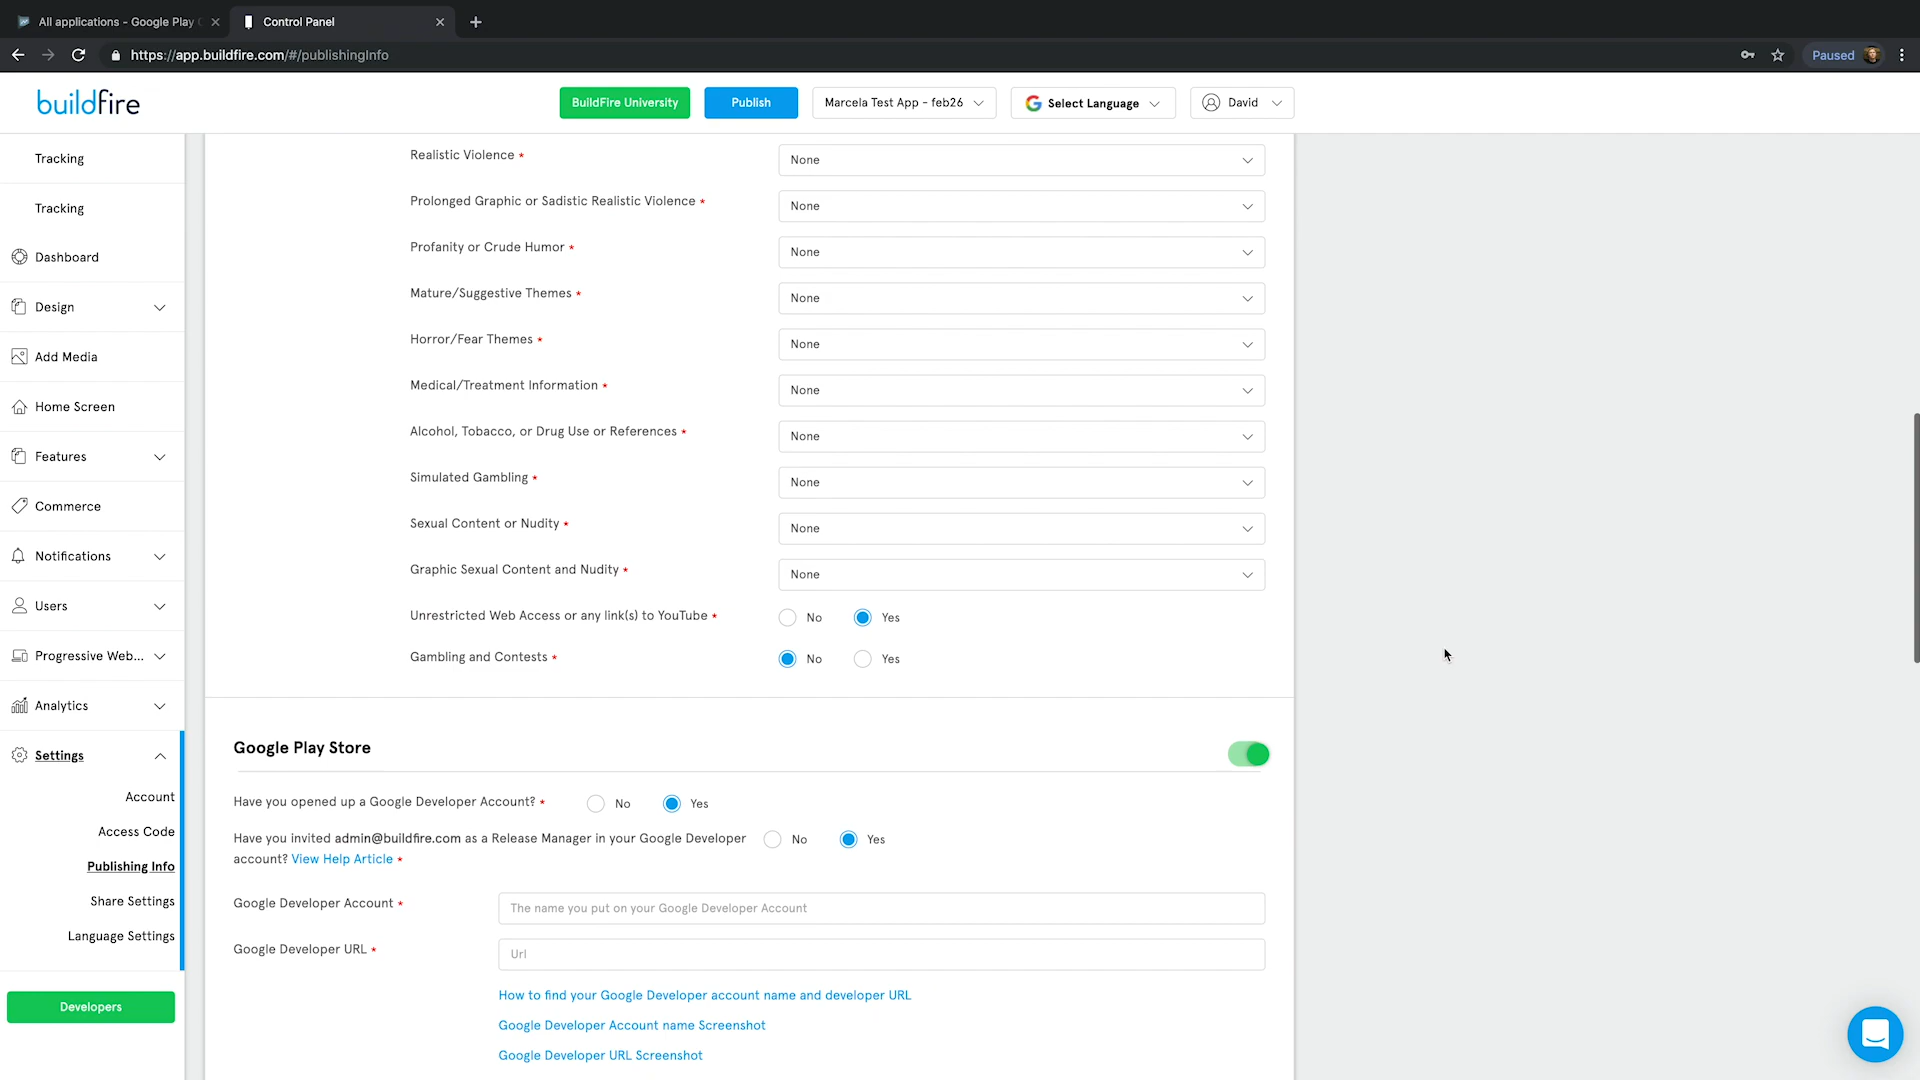 All applications - Google Play
Control Panel
https://app.buildfire.com/#/publishingInfo
Paused
buildfire
BuildFire University
Publish
Marcela Test App - feb26
Select Language
David
Tracking
Tracking
Dashboard
Design
Add Media
Home Screen
Features
Commerce
Notifications
Users
Progressive Web...
Analytics
Settings
Account
Access Code
Publishing Info
Share Settings
Language Settings
Developers
Realistic Violence * None
Prolonged Graphic or Sadistic Realistic Violence * None
Profanity or Crude Humor * None
Mature/Suggestive Themes * None
Horror/Fear Themes * None
Medical/Treatment Information * None
Alcohol, Tobacco, or Drug Use or References * None
Simulated Gambling * None
Sexual Content or Nudity * None
Graphic Sexual Content and Nudity * None
Unrestricted Web Access or any link(s) to YouTube * No Yes
Gambling and Contests * No Yes
Google Play Store
Have you opened up a Google Developer Account? * No Yes
Have you invited admin@buildfire.com as a Release Manager in your Google Developer No Yes
account? View Help Article *
Google Developer Account * The name you put on your Google Developer Account
Google Developer URL * Url
How to find your Google Developer account name and developer URL
Google Developer Account name Screenshot
Google Developer URL Screenshot